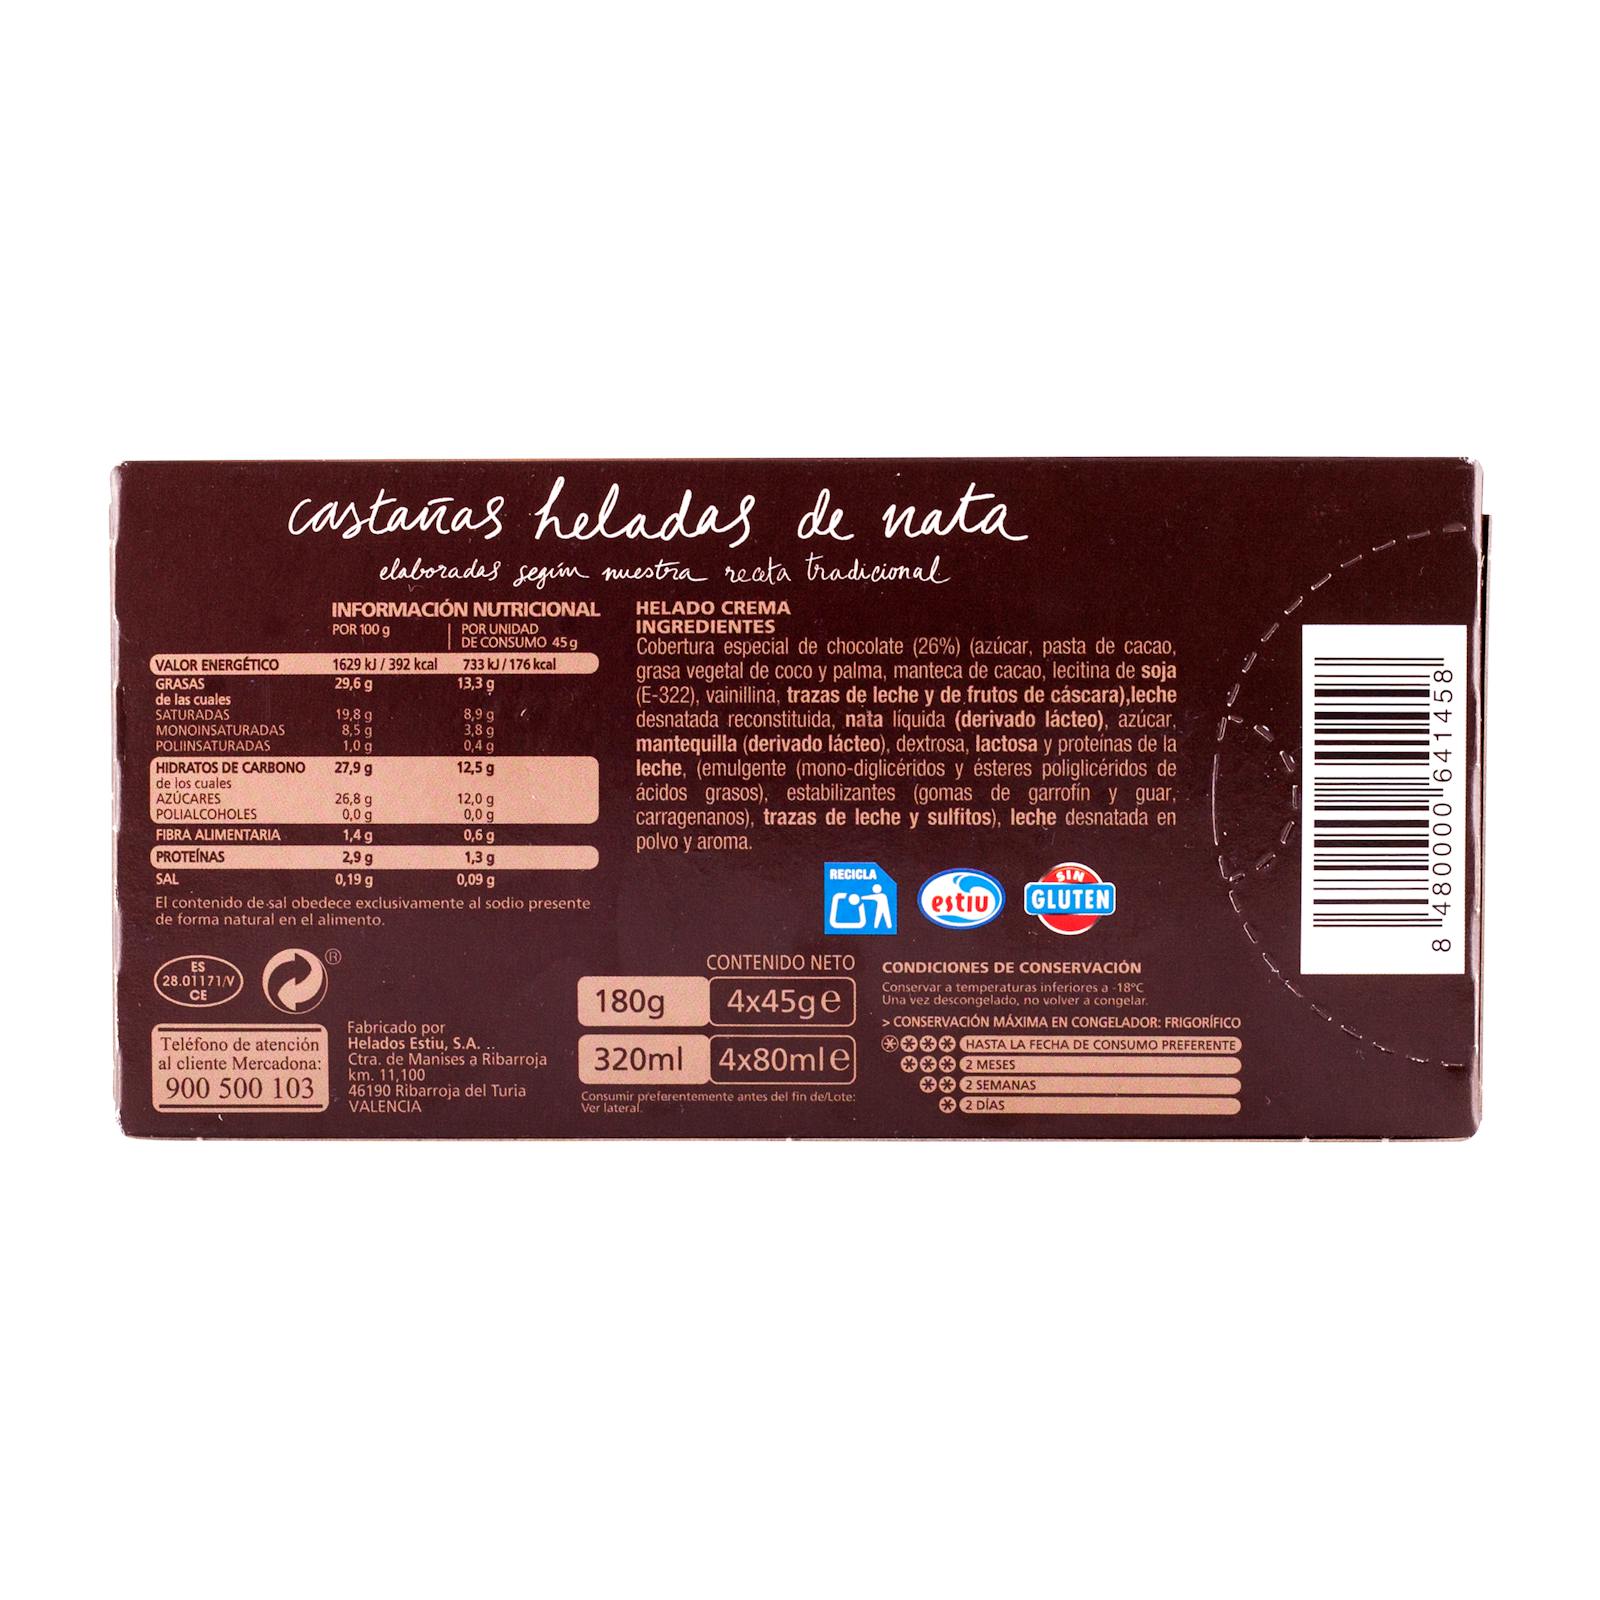 castañas heladas de nata
elaboradas según nuestra receta tradicional
INFORMACIÓN NUTRICIONAL
POR 100 g POR UNIDAD
DE CONSUMO 45 g
VALOR ENERGÉTICO 1629 kJ / 392 kcal 733 kJ / 176 kcal
GRASAS 29,6 g 13,3 g
de las cuales
SATURADAS 19,8 g 8,9 g
MONOINSATURADAS 8,5 g 3,8 g
POLIINSATURADAS 1,0 g 0,4 g
HIDRATOS DE CARBONO 27,9 g 12,5 g
de los cuales
AZÚCARES 26,8 g 12,0 g
POLIALCOHOLES 0,0 g 0,0 g
FIBRA ALIMENTARIA 1,4 g 0,6 g
PROTEÍNAS 2,9 g 1,3 g
SAL 0,19 g 0,09 g
El contenido de sal obedece exclusivamente al sodio presente
de forma natural en el alimento.
HELADO CREMA
INGREDIENTES
Cobertura especial de chocolate (26%) (azúcar, pasta de cacao,
grasa vegetal de coco y palma, manteca de cacao, lecitina de soja
(E-322), vainillina, trazas de leche y de frutos de cáscara),leche
desnatada reconstituida, nata líquida (derivado lácteo), azúcar,
mantequilla (derivado lácteo), dextrosa, lactosa y proteínas de la
leche, (emulgente (mono-diglicéridos y ésteres poliglicéridos de
ácidos grasos), estabilizantes (gomas de garrofín y guar,
carragenanos), trazas de leche y sulfitos), leche desnatada en
polvo y aroma.
RECICLA
estiu
SIN
GLUTEN
ES
28.01171/V
CE
®
Teléfono de atención
al cliente Mercadona:
900 500 103
Fabricado por
Helados Estiu, S.A. ..
Ctra. de Manises a Ribarroja
km. 11,100
46190 Ribarroja del Turia
VALENCIA
CONTENIDO NETO
180g 4x45g e
320ml 4x80ml e
Consumir preferentemente antes del fin de/Lote:
Ver lateral.
CONDICIONES DE CONSERVACIÓN
Conservar a temperaturas inferiores a -18°C
Una vez descongelado, no volver a congelar.
> CONSERVACIÓN MÁXIMA EN CONGELADOR: FRIGORÍFICO
HASTA LA FECHA DE CONSUMO PREFERENTE
2 MESES
2 SEMANAS
2 DÍAS
8 480000 641458